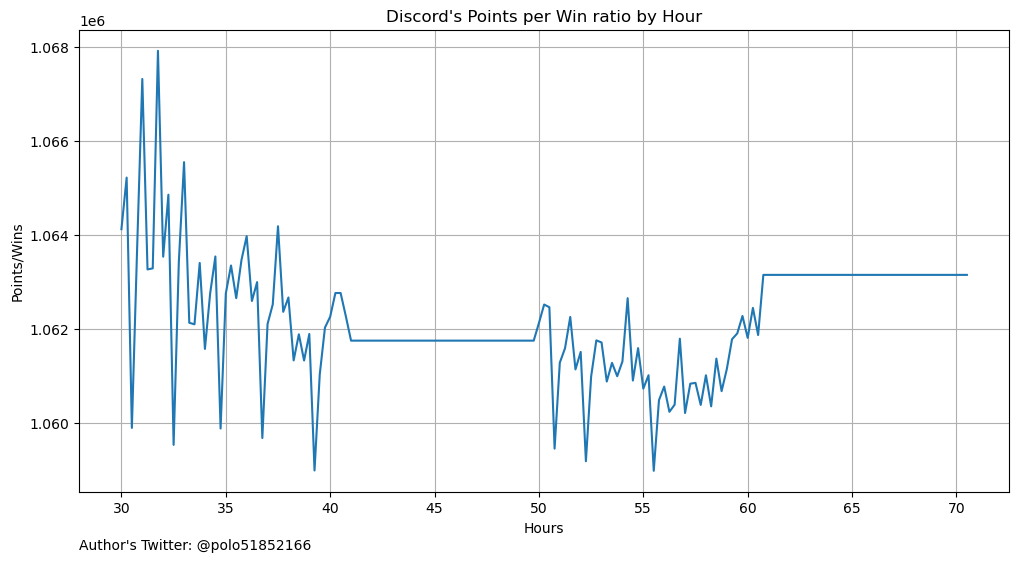 Discord's Points per Win ratio by Hour
1e6
1.068
1.066
1.064
1.062
1.060
Points/Wins
30 35 40 45 50 55 60 65 70
Hours
Author's Twitter: @polo51852166